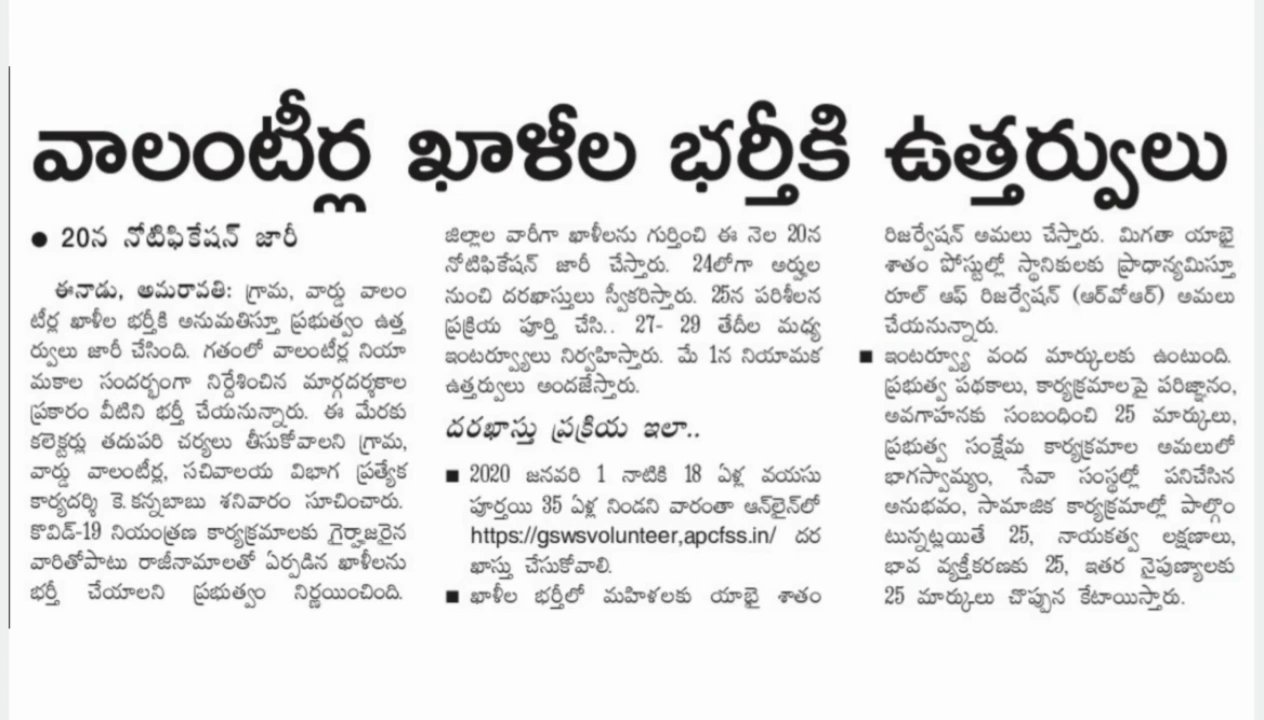 వాలంటీర్ల ఖాళీల భర్తీకి ఉత్తర్వులు
● 20న నోటిఫికేషన్ జారీ
ఈనాడు, అమరావతి: గ్రామ, వార్డు వాలం
టీర్ల ఖాళీల భర్తీకి అనుమతిస్తూ ప్రభుత్వం ఉత్త
ర్వులు జారీ చేసింది. గతంలో వాలంటీర్ల నియా
మకాల సందర్భంగా నిర్దేశించిన మార్గదర్శకాల
ప్రకారం వీటిని భర్తీ చేయనున్నారు. ఈ మేరకు
కలెక్టర్లు తదుపరి చర్యలు తీసుకోవాలని గ్రామ,
వార్డు వాలంటీర్ల, సచివాలయ విభాగ ప్రత్యేక
కార్యదర్శి కె.కన్నబాబు శనివారం సూచించారు.
కొవిడ్-19 నియంత్రణ కార్యక్రమాలకు గైర్హాజరైన
వారితోపాటు రాజీనామాలతో ఏర్పడిన ఖాళీలను
భర్తీ చేయాలని ప్రభుత్వం నిర్ణయించింది.
జిల్లాల వారీగా ఖాళీలను గుర్తించి ఈ నెల 20న
నోటిఫికేషన్ జారీ చేస్తారు. 24లోగా అర్హుల
నుంచి దరఖాస్తులు స్వీకరిస్తారు. 25న పరిశీలన
ప్రక్రియ పూర్తి చేసి.. 27- 29 తేదీల మధ్య
ఇంటర్వ్యూలు నిర్వహిస్తారు. మే 1న నియామక
ఉత్తర్వులు అందజేస్తారు.
దరఖాస్తు ప్రక్రియ ఇలా..
■ 2020 జనవరి 1 నాటికి 18 ఏళ్ల వయసు
పూర్తయి 35 ఏళ్ల నిండని వారంతా ఆన్‌లైన్‌లో
https://gswsvolunteer,apcfss.in/ దర
ఖాస్తు చేసుకోవాలి.
■ ఖాళీల భర్తీలో మహిళలకు యాభై శాతం
రిజర్వేషన్ అమలు చేస్తారు. మిగతా యాభై
శాతం పోస్టుల్లో స్థానికులకు ప్రాధాన్యమిస్తూ
రూల్ ఆఫ్ రిజర్వేషన్ (ఆర్‌వోఆర్) అమలు
చేయనున్నారు.
■ ఇంటర్వ్యూ వంద మార్కులకు ఉంటుంది.
ప్రభుత్వ పథకాలు, కార్యక్రమాలపై పరిజ్ఞానం,
అవగాహనకు సంబంధించి 25 మార్కులు,
ప్రభుత్వ సంక్షేమ కార్యక్రమాల అమలులో
భాగస్వామ్యం, సేవా సంస్థల్లో పనిచేసిన
అనుభవం, సామాజిక కార్యక్రమాల్లో పాల్గొం
టున్నట్లయితే 25, నాయకత్వ లక్షణాలు,
భావ వ్యక్తీకరణకు 25, ఇతర నైపుణ్యాలకు
25 మార్కులు చొప్పున కేటాయిస్తారు.